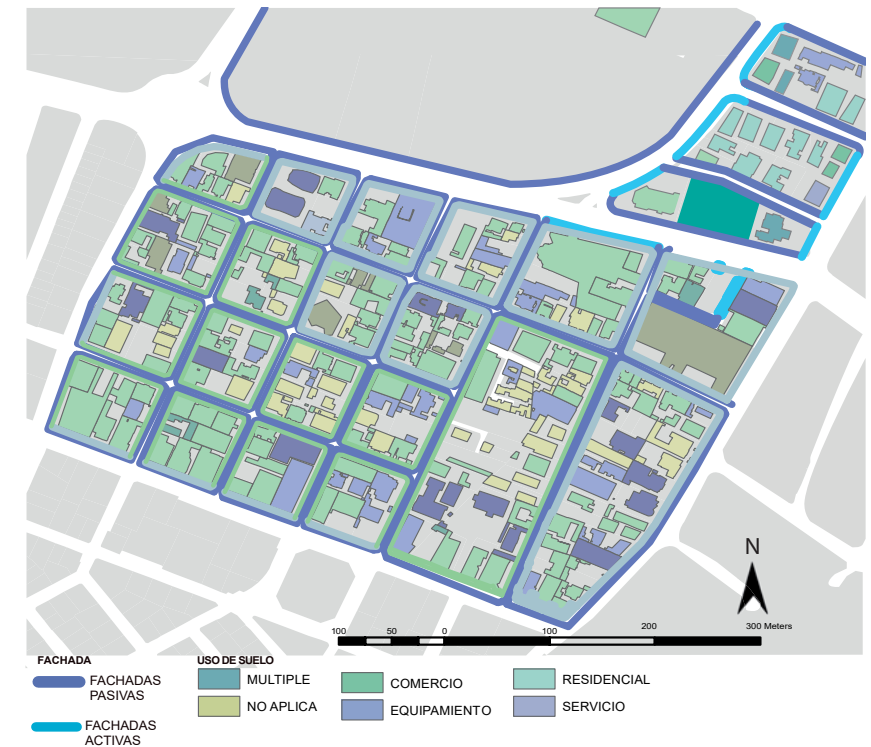 N
100 50 0 100 200 300 Meters
FACHADA
FACHADAS
PASIVAS
FACHADAS
ACTIVAS
USO DE SUELO
MULTIPLE
NO APLICA
COMERCIO
EQUIPAMIENTO
RESIDENCIAL
SERVICIO